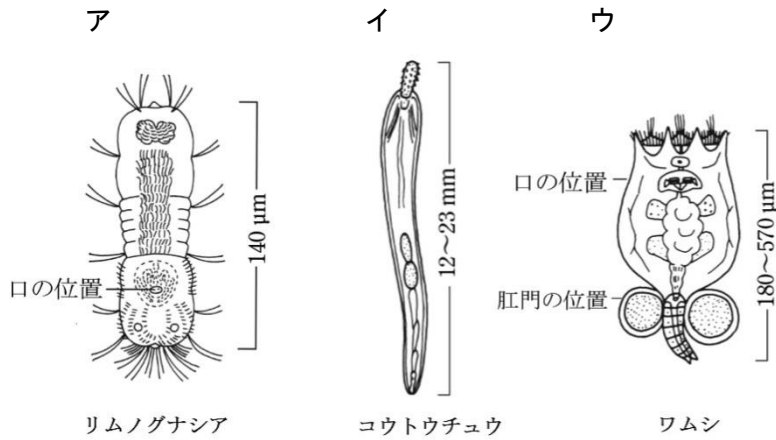 ア
イ
ウ
口の位置
140 μm
リムノグナシア
12～23 mm
コウトウチュウ
口の位置
肛門の位置
180～570 μm
ワムシ